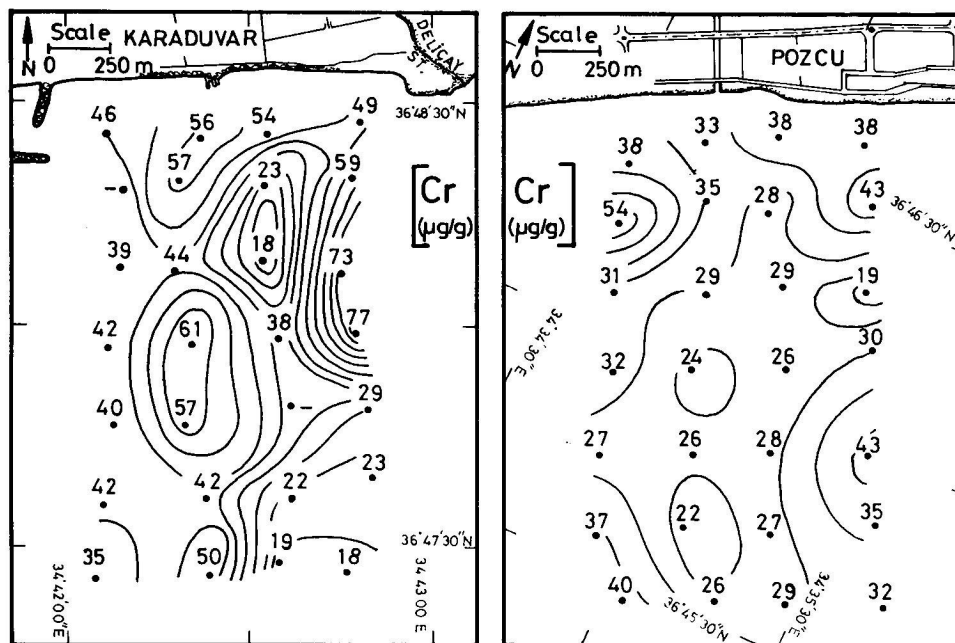 Scale
KARADUVAR
DELİÇAY
ST.
N
0 250 m
36°48'30"N
46
56
54
49
57
23
59
-
Cr
(µg/g)
39
44
18
73
42
61
38
77
40
57
-
29
42
42
22
23
35
50
19
18
36°47'30"N
34°42'00"E
34°43'00"E
Scale
POZCU
N
0 250 m
38
33
38
38
Cr
(µg/g)
54
35
28
43
36°46'30"N
31
29
29
19
34°34'30"E
32
24
26
30
27
26
28
43
37
22
27
35
40
26
29
32
36°45'30"N
34°35'30"E